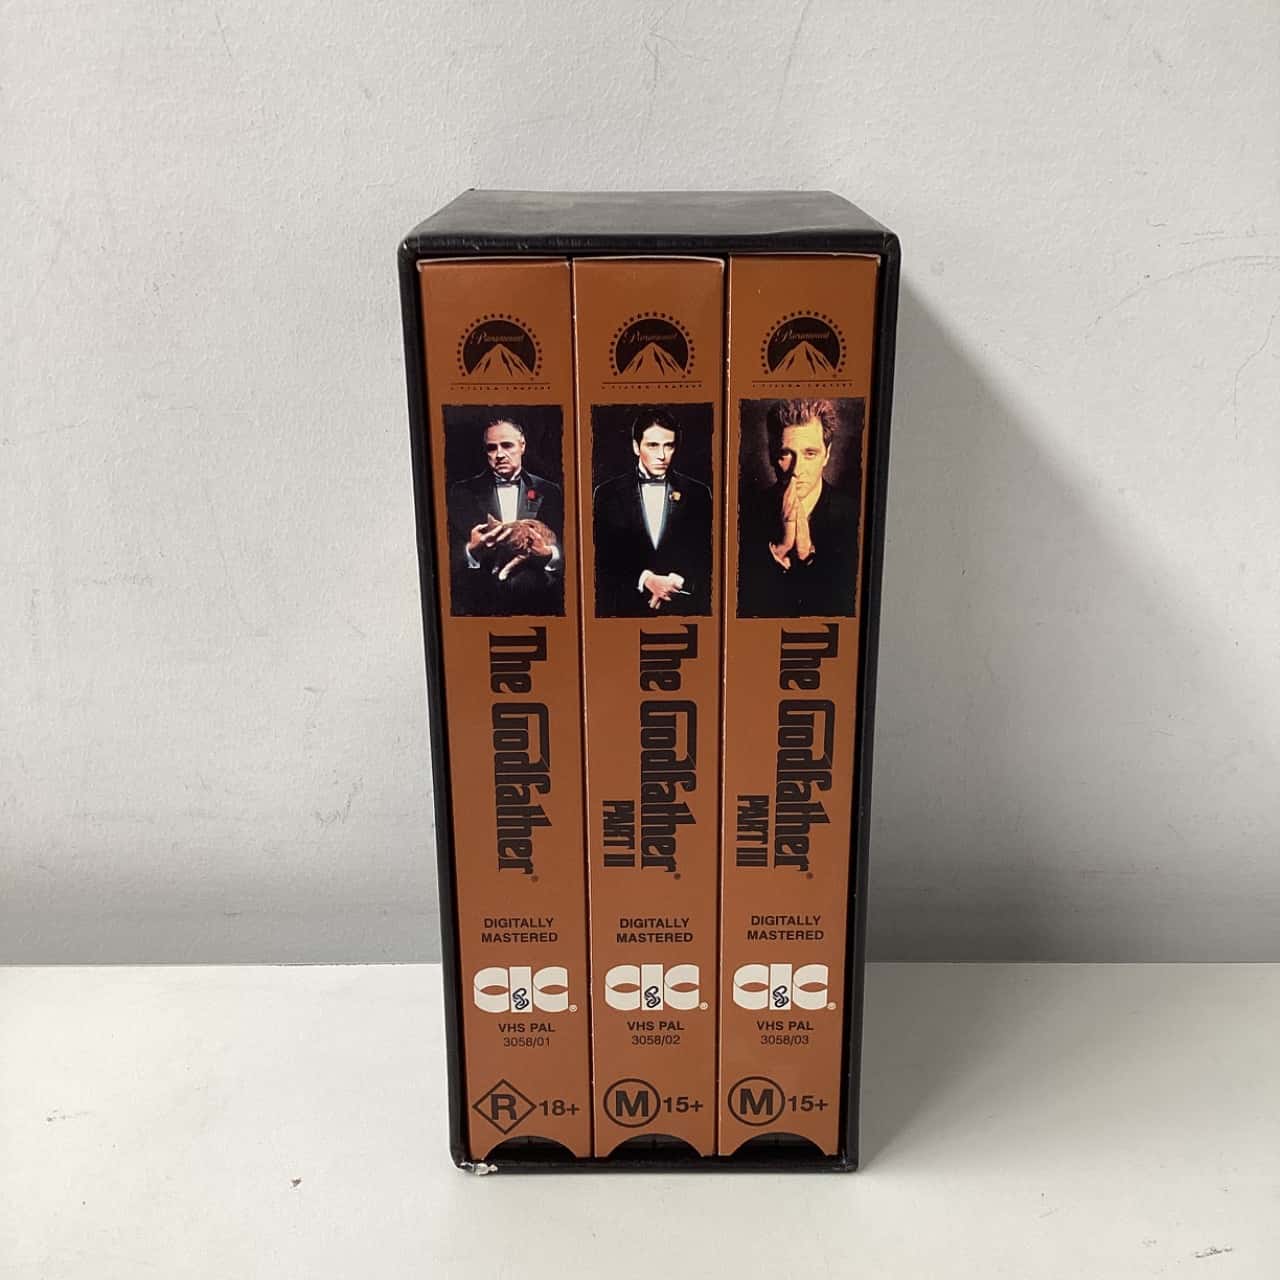 Paramount
The Godfather®
DIGITALLY
MASTERED
CIC®
VHS PAL
3058/01
R 18+
Paramount
The Godfather®
PART II
DIGITALLY
MASTERED
CIC®
VHS PAL
3058/02
M 15+
Paramount
The Godfather®
PART III
DIGITALLY
MASTERED
CIC®
VHS PAL
3058/03
M 15+